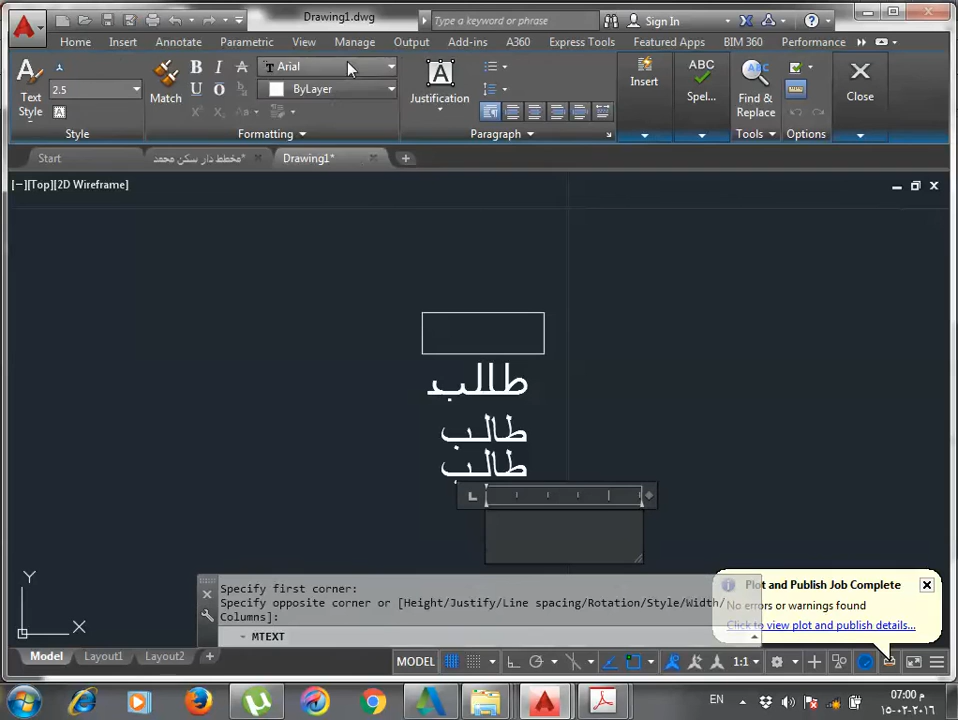 Drawing1.dwg
Type a keyword or phrase
Sign In
Home Insert Annotate Parametric View Manage Output Add-ins A360 Express Tools Featured Apps BIM 360 Performance
Text Style
2.5
Style
Match
B I A
U O
Arial
ByLayer
Formatting
Justification
Paragraph
Insert
ABC
Spel...
Find & Replace
Tools
Options
Close
Start
مخطط دار سكن محمد*
Drawing1*
[−][Top][2D Wireframe]
طالب
طالب
طالب
Y
X
Specify first corner:
Specify opposite corner or [Height/Justify/Line spacing/Rotation/Style/Width/
Columns]:
MTEXT
Plot and Publish Job Complete
No errors or warnings found
Click to view plot and publish details...
Model Layout1 Layout2 +
MODEL
1:1
EN
07:00 م
١٥-٠٢-٢٠١٦